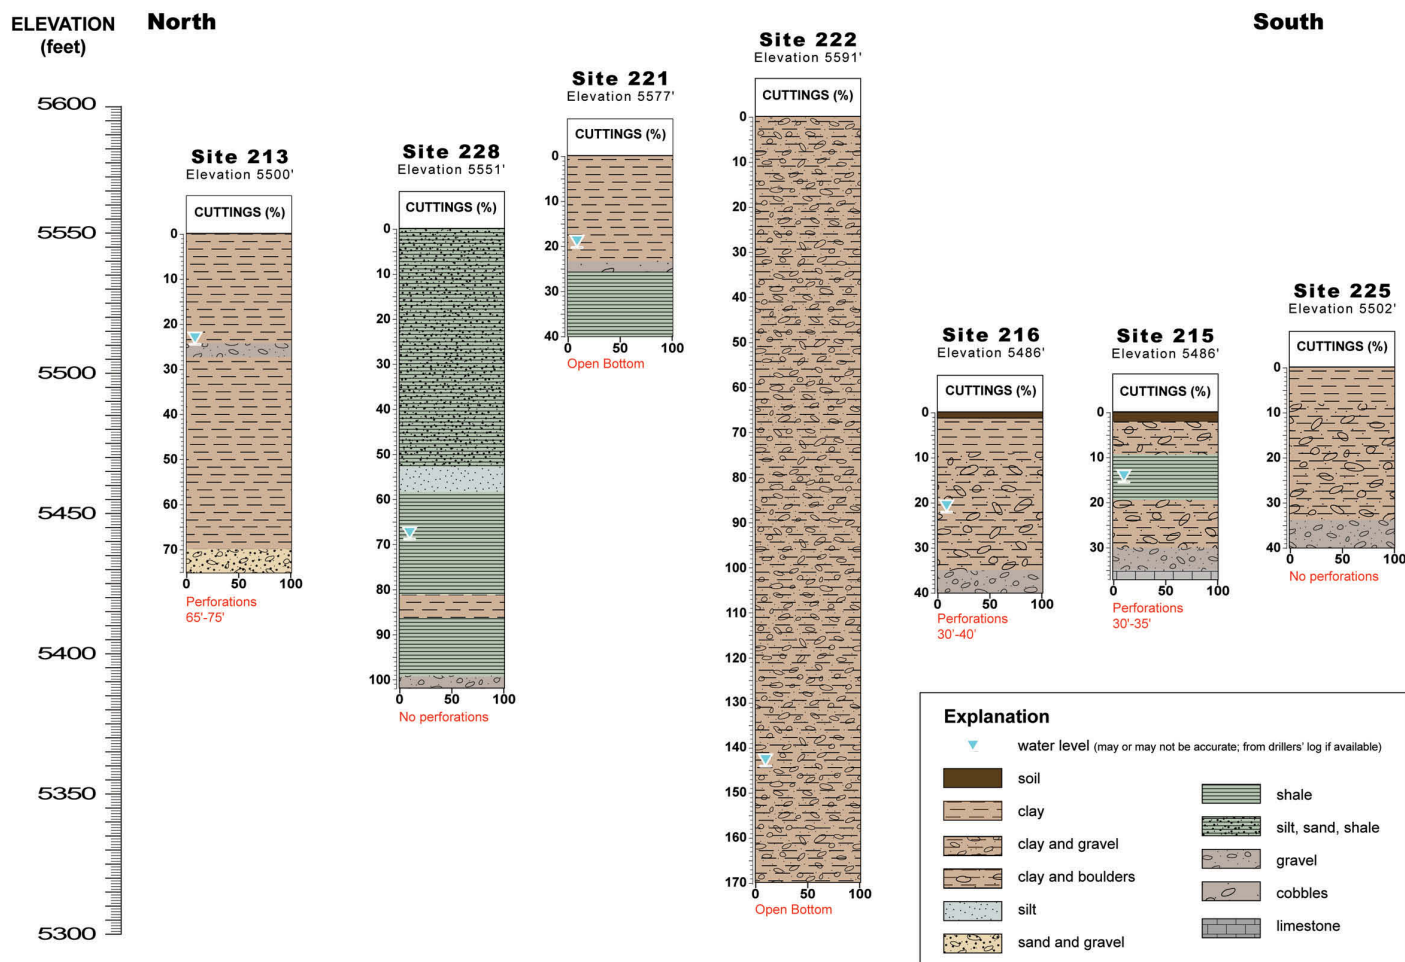 ELEVATION
(feet)
North
South
5600
5550
5500
5450
5400
5350
5300
Site 213
Elevation 5500'
CUTTINGS (%)
0
10
20
30
40
50
60
70
0 50 100
Perforations
65'-75'
Site 228
Elevation 5551'
CUTTINGS (%)
0
10
20
30
40
50
60
70
80
90
100
0 50 100
No perforations
Site 221
Elevation 5577'
CUTTINGS (%)
0
10
20
30
40
0 50 100
Open Bottom
Site 222
Elevation 5591'
CUTTINGS (%)
0
10
20
30
40
50
60
70
80
90
100
110
120
130
140
150
160
170
0 50 100
Open Bottom
Site 216
Elevation 5486'
CUTTINGS (%)
0
10
20
30
40
0 50 100
Perforations
30'-40'
Site 215
Elevation 5486'
CUTTINGS (%)
0
10
20
30
0 50 100
Perforations
30'-35'
Site 225
Elevation 5502'
CUTTINGS (%)
0
10
20
30
40
0 50 100
No perforations
Explanation
water level (may or may not be accurate; from drillers' log if available)
soil
clay
clay and gravel
clay and boulders
silt
sand and gravel
shale
silt, sand, shale
gravel
cobbles
limestone